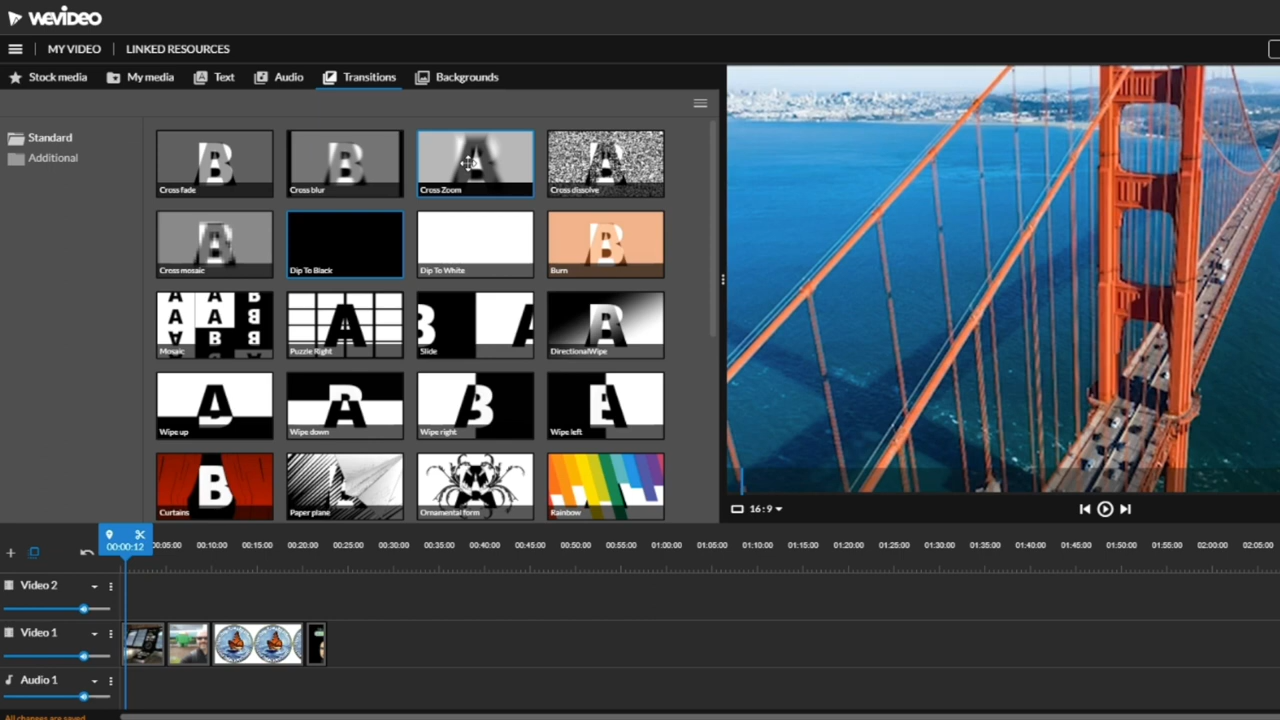 WEVIDEO
MY VIDEO LINKED RESOURCES
Stock media My media Text Audio Transitions Backgrounds
Standard
Additional
B Cross fade
B Cross blur
A Cross Zoom
A Cross dissolve
Cross mosaic
Dip To Black
Dip To White
B Burn
A A B
A A B
A B B
Mosaic
A Puzzle Right
B A Slide
DirectionalWipe
Wipe up
Wipe down
Wipe right
Wipe left
B Curtains
Paper plane
Ornamental form
Rainbow
16:9
00:00:12 00:05:00 00:10:00 00:15:00 00:20:00 00:25:00 00:30:00 00:35:00 00:40:00 00:45:00 00:50:00 00:55:00 01:00:00 01:05:00 01:10:00 01:15:00 01:20:00 01:25:00 01:30:00 01:35:00 01:40:00 01:45:00 01:50:00 01:55:00 02:00:00 02:05:00
Video 2
Video 1
Audio 1
All changes are saved